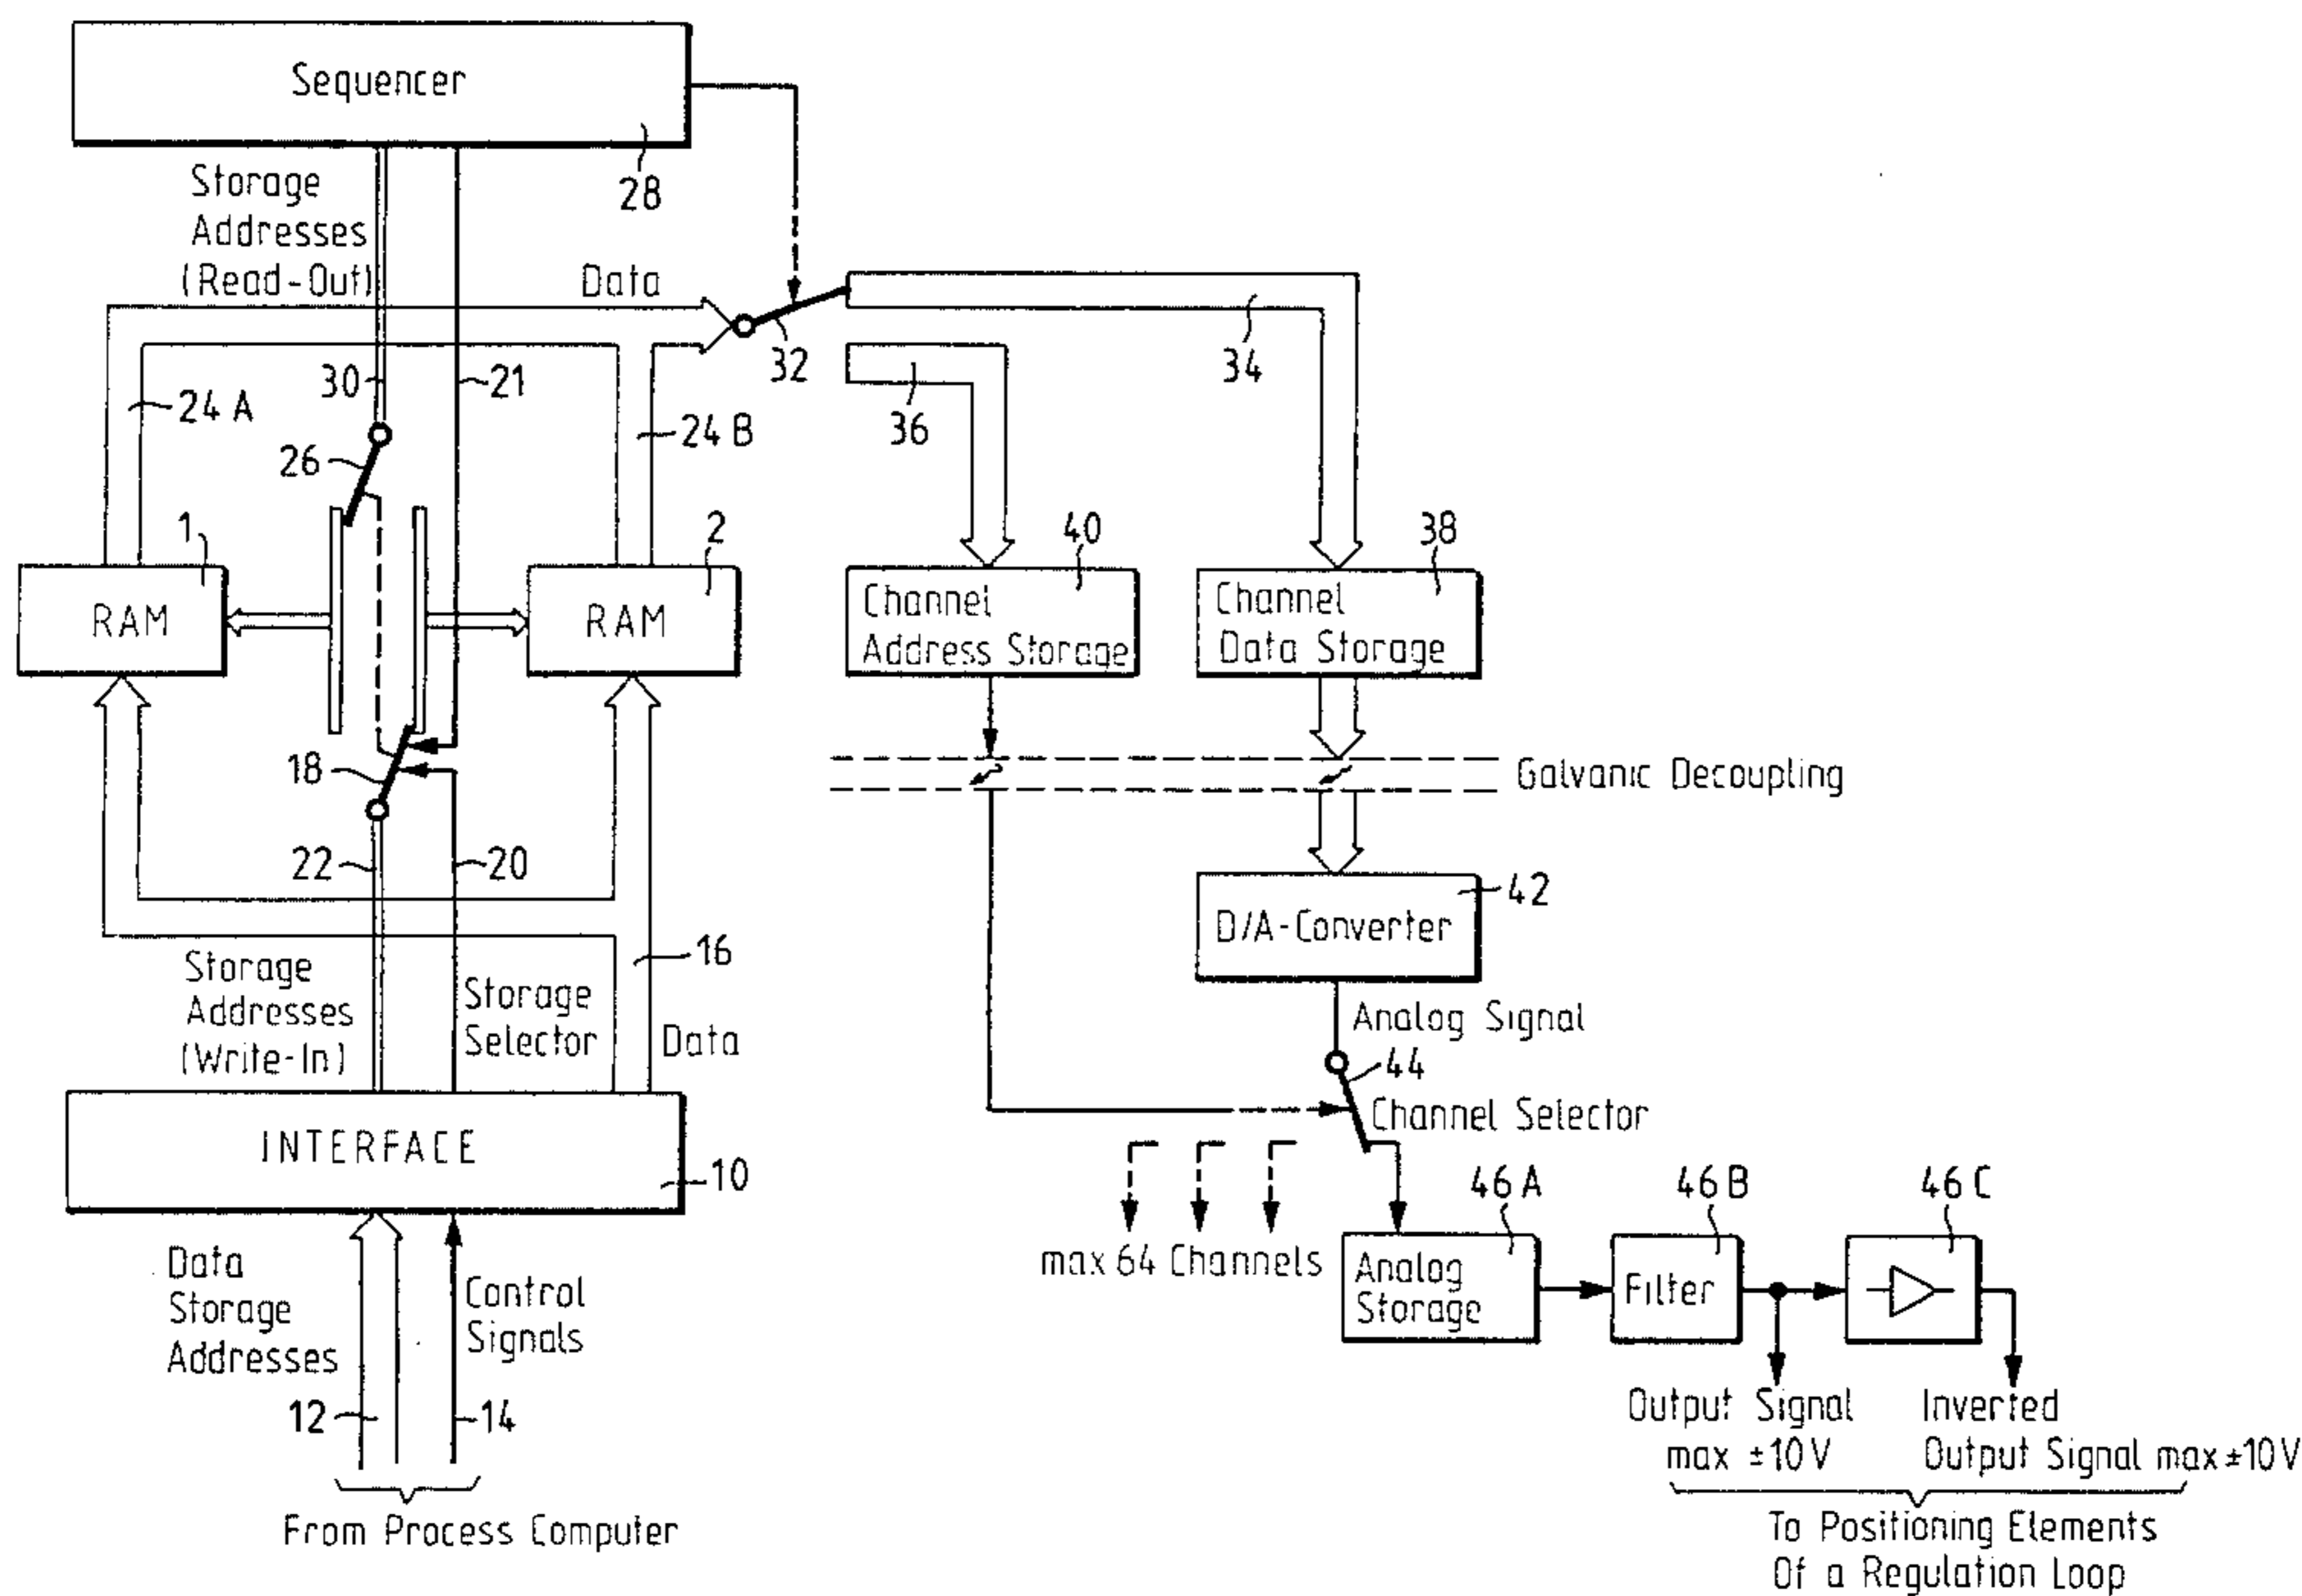 Sequencer
28
Storage
Addresses
(Read-Out)
Data
30
21
32
34
36
24 A
24 B
26
1
2
40
38
RAM
RAM
Channel
Address Storage
Channel
Data Storage
18
Galvanic Decoupling
22
20
42
D/A-Converter
16
Storage
Addresses
(Write-In)
Storage
Selector
Data
Analog Signal
44
Channel Selector
INTERFACE
10
max 64 Channels
46 A
46 B
46 C
Analog
Storage
Filter
Data
Storage
Addresses
Control
Signals
12
14
From Process Computer
Output Signal
max ±10V
Inverted
Output Signal max ±10V
To Positioning Elements
Of a Regulation Loop